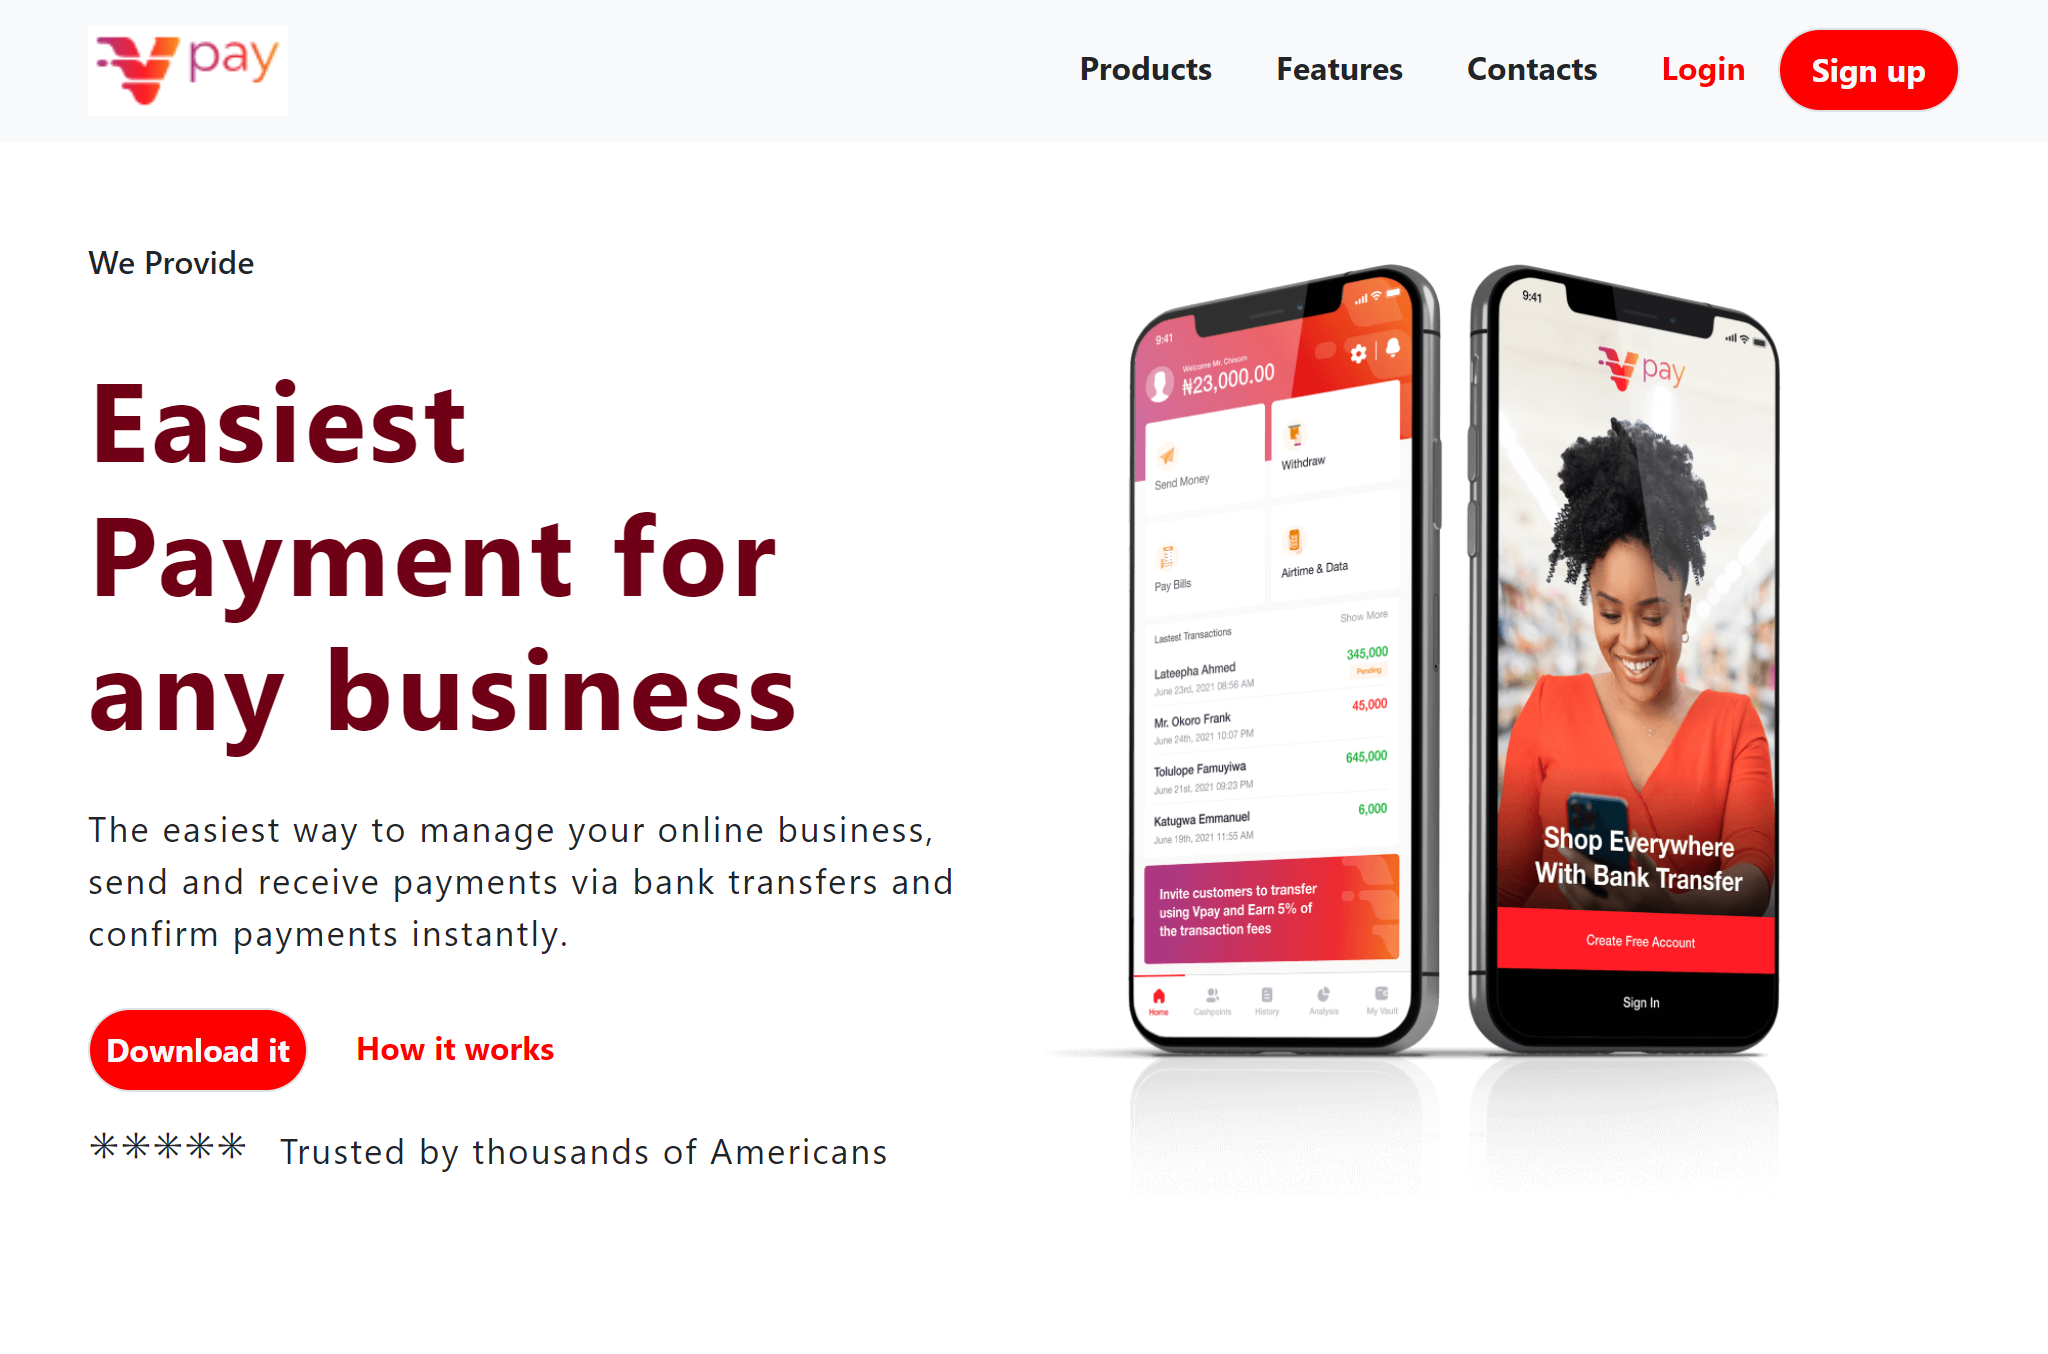 V pay
Products
Features
Contacts
Login
Sign up
We Provide
Easiest
Payment for
any business
The easiest way to manage your online business,
send and receive payments via bank transfers and
confirm payments instantly.
Download it
How it works
✳✳✳✳✳ Trusted by thousands of Americans
9:41
Welcome Mr. Chisom
₦23,000.00
Send Money
Withdraw
Pay Bills
Airtime & Data
Lastest Transactions
Show More
Lateepha Ahmed
345,000
June 23rd, 2021 08:56 AM
Pending
Mr. Okoro Frank
45,000
June 24th, 2021 10:07 PM
Tolulope Famuyiwa
645,000
June 21st, 2021 09:23 PM
Katugwa Emmanuel
6,000
June 19th, 2021 11:55 AM
Invite customers to transfer
using Vpay and Earn 5% of
the transaction fees
Home
Cashpoints
History
Analysis
My Vault
9:41
V pay
Shop Everywhere
With Bank Transfer
Create Free Account
Sign In